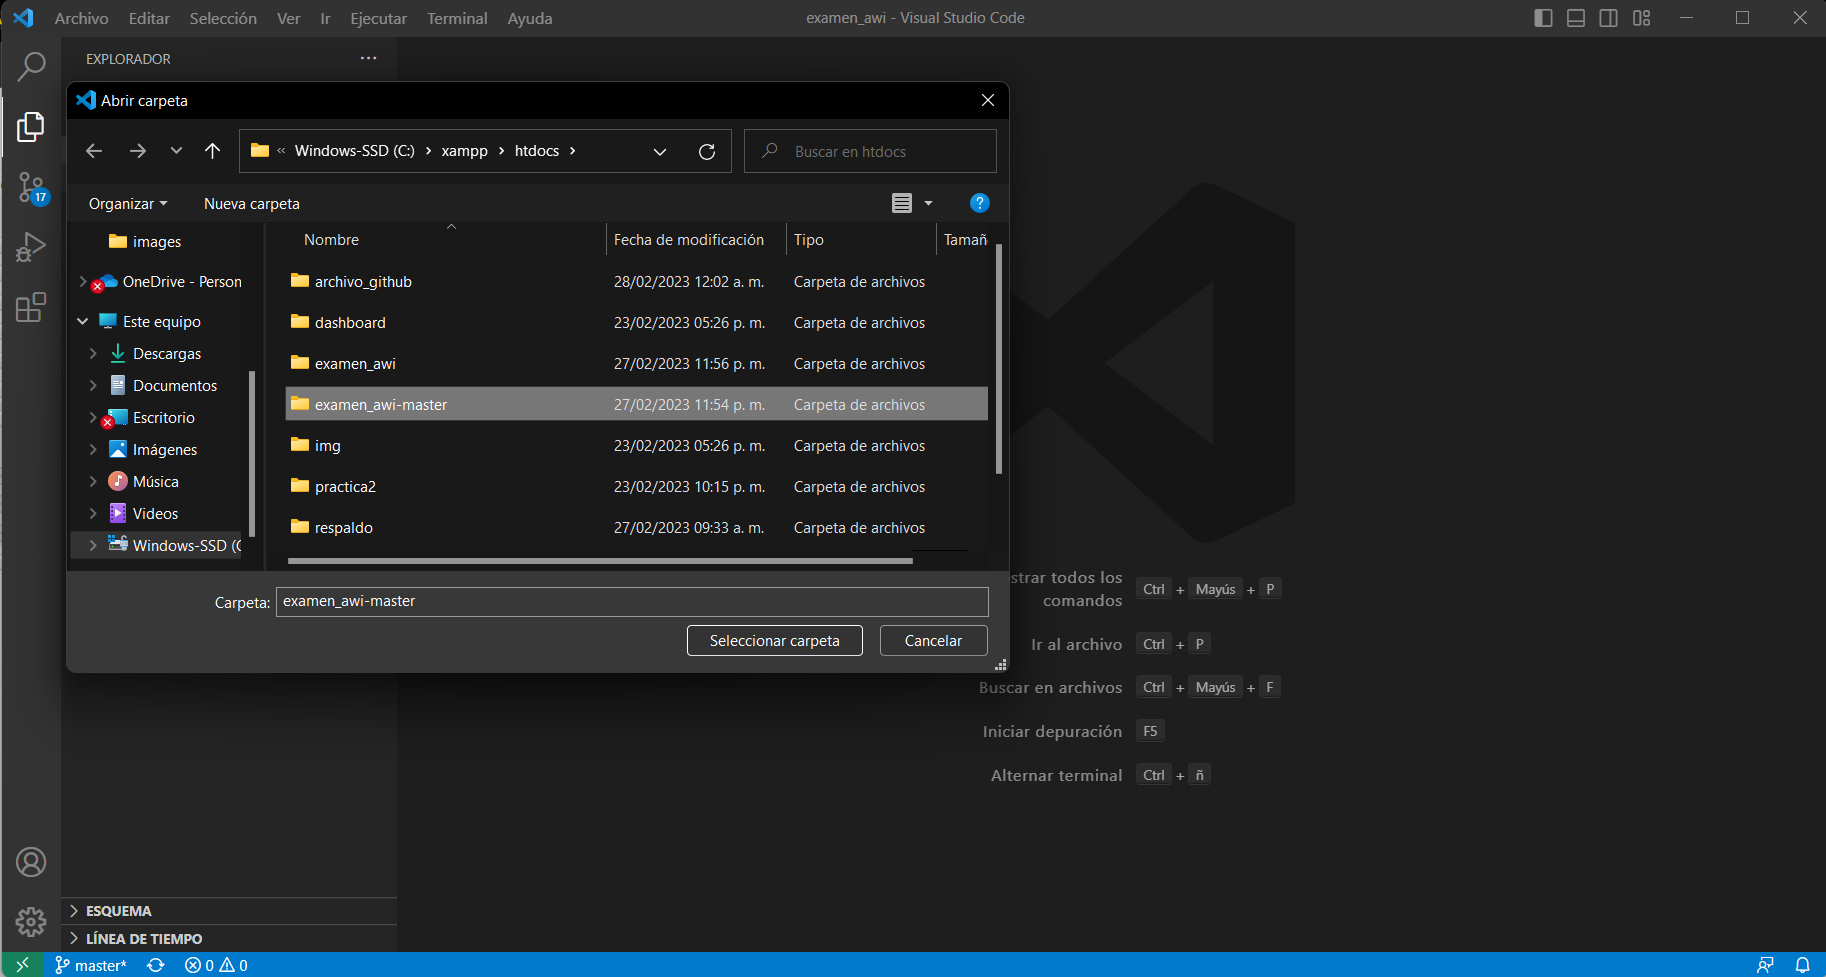 Archivo Editar Selección Ver Ir Ejecutar Terminal Ayuda
examen_awi - Visual Studio Code
EXPLORADOR
17
Abrir carpeta
« Windows-SSD (C:) > xampp > htdocs >
Buscar en htdocs
Organizar
Nueva carpeta
?
images
OneDrive - Person
Este equipo
Descargas
Documentos
Escritorio
Imágenes
Música
Videos
Windows-SSD (C
Nombre Fecha de modificación Tipo Tamañ
archivo_github 28/02/2023 12:02 a. m. Carpeta de archivos
dashboard 23/02/2023 05:26 p. m. Carpeta de archivos
examen_awi 27/02/2023 11:56 p. m. Carpeta de archivos
examen_awi-master 27/02/2023 11:54 p. m. Carpeta de archivos
img 23/02/2023 05:26 p. m. Carpeta de archivos
practica2 23/02/2023 10:15 p. m. Carpeta de archivos
respaldo 27/02/2023 09:33 a. m. Carpeta de archivos
Carpeta: examen_awi-master
Seleccionar carpeta
Cancelar
strar todos los
comandos
Ctrl + Mayús + P
Ir al archivo Ctrl + P
Buscar en archivos Ctrl + Mayús + F
Iniciar depuración F5
Alternar terminal Ctrl + ñ
ESQUEMA
LÍNEA DE TIEMPO
master* 0 0